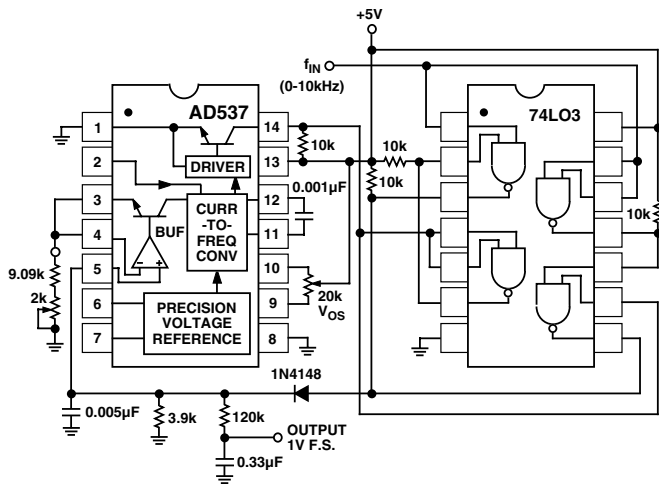 +5V
fIN
(0-10kHz)
AD537
74LO3
1
14
10k
2
13
10k
DRIVER
10k
0.001µF
3
12
CURR
-TO-
FREQ
CONV
BUF
10k
4
11
9.09k
– +
5
10
2k
20k
VOS
6
9
PRECISION
VOLTAGE
REFERENCE
7
8
1N4148
0.005µF
3.9k
120k
OUTPUT
1V F.S.
0.33µF